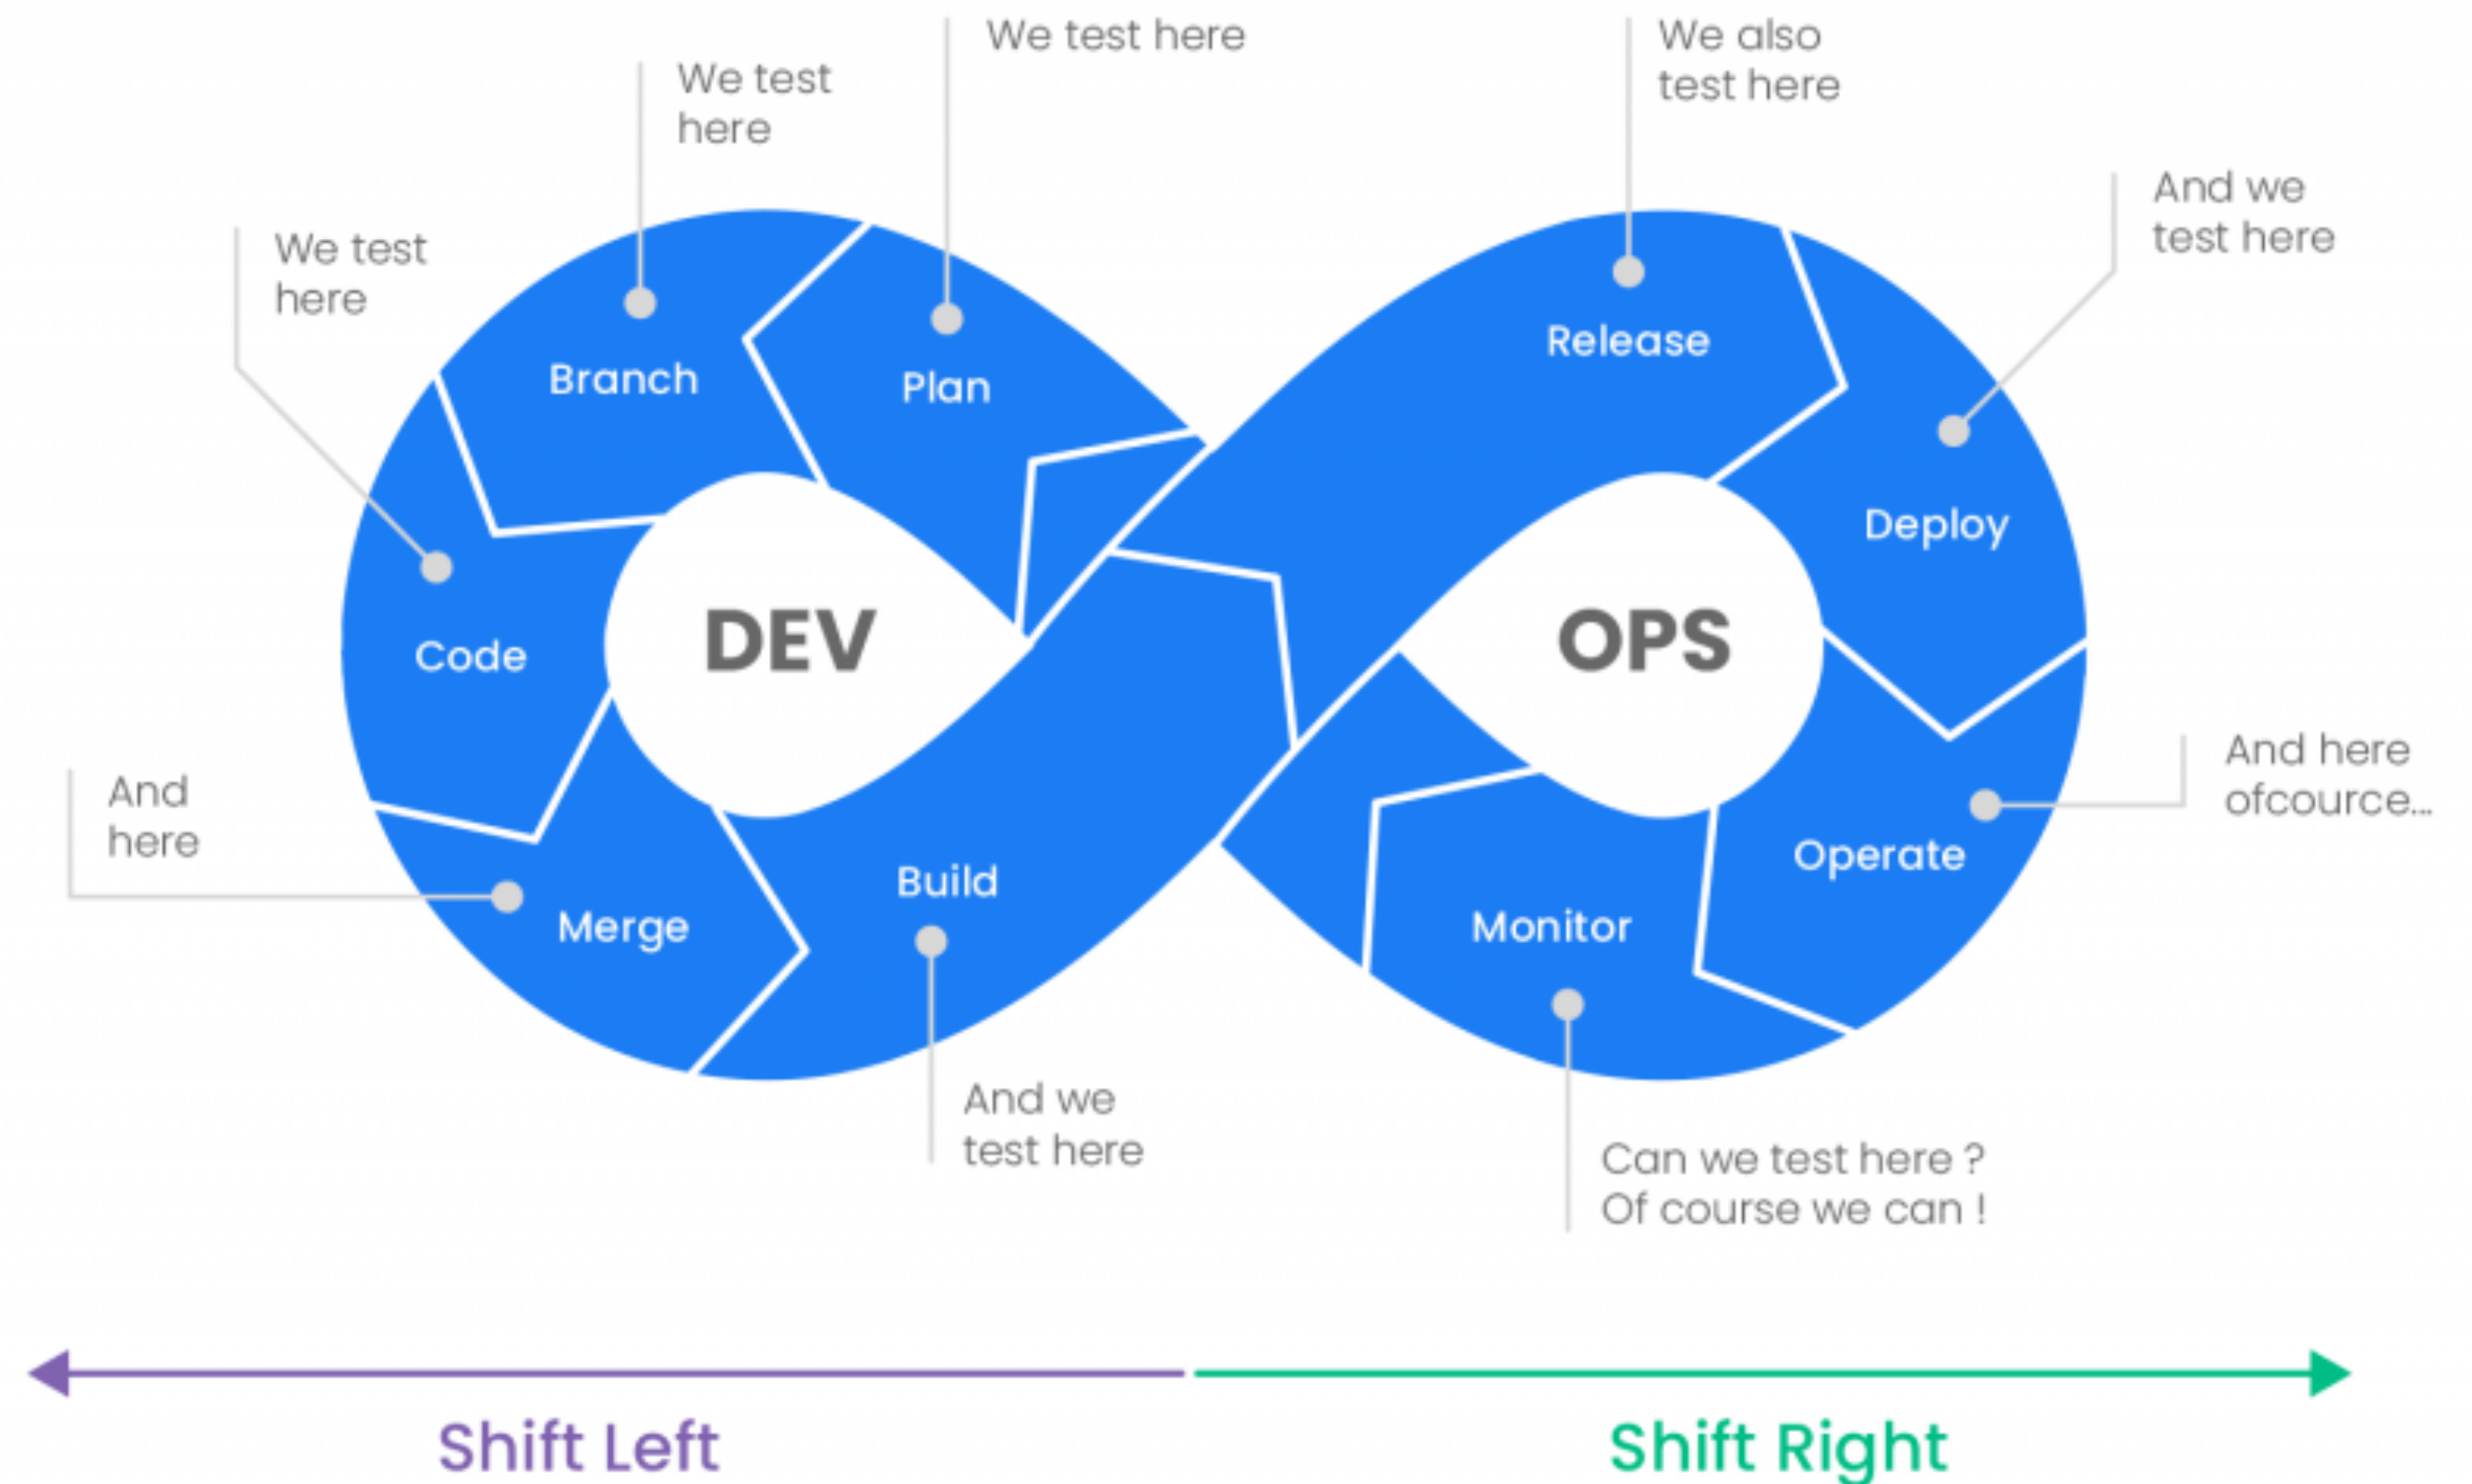 We test here
We also
test here
We test
here
And we
test here
We test
here
Release
Branch
Plan
Deploy
DEV
OPS
Code
And here
ofcource...
And
here
Operate
Build
Merge
Monitor
And we
test here
Can we test here ?
Of course we can !
Shift Left
Shift Right